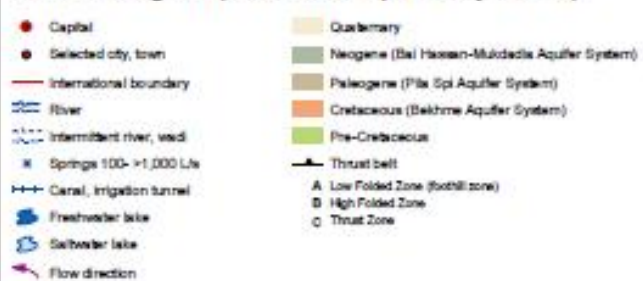 Capital
Selected city, town
International boundary
River
Intermittent river, wadi
Springs 100- >1,000 L/s
Canal, irrigation tunnel
Freshwater lake
Saltwater lake
Flow direction
Quaternary
Neogene (Bai Hassan-Mukdadia Aquifer System)
Paleogene (Pila Spi Aquifer System)
Cretaceous (Bekhme Aquifer System)
Pre-Cretaceous
Thrust belt
A Low Folded Zone (foothill zone)
B High Folded Zone
C Thrust Zone